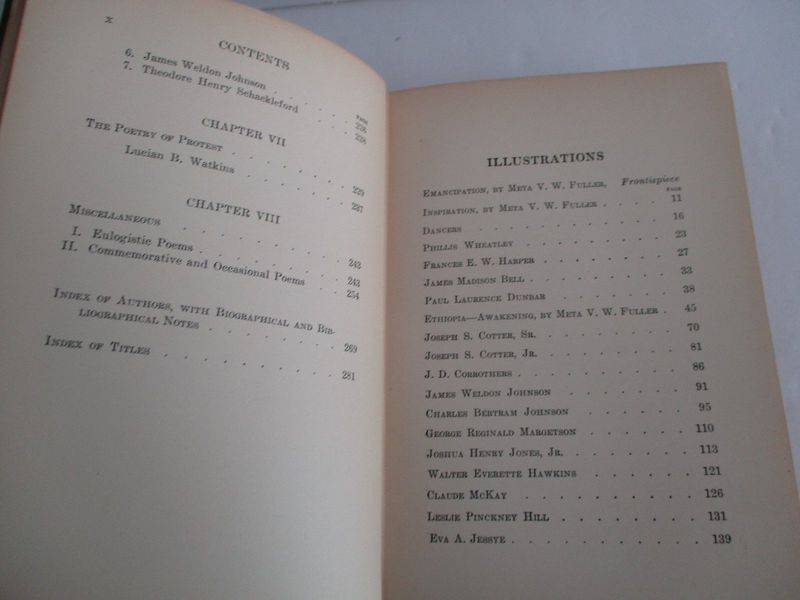 x
CONTENTS
PAGE
6. James Weldon Johnson . . . . . . 226
7. Theodore Henry Schackleford . . . . 228
CHAPTER VII
The Poetry of Protest . . . . . . . 229
Lucian B. Watkins . . . . . . . 237
CHAPTER VIII
Miscellaneous . . . . . . . . . 243
I. Eulogistic Poems . . . . . . . 243
II. Commemorative and Occasional Poems . . 254
Index of Authors, with Biographical and Bib-
liographical Notes . . . . . . . 269
Index of Titles . . . . . . . . . 281
ILLUSTRATIONS
Emancipation, by Meta V. W. Fuller, Frontispiece
PAGE
Inspiration, by Meta V. W. Fuller . . . . 11
Dancers . . . . . . . . . . 16
Phillis Wheatley . . . . . . . . 23
Frances E. W. Harper . . . . . . . 27
James Madison Bell . . . . . . . 33
Paul Laurence Dunbar . . . . . . . 38
Ethiopia—Awakening, by Meta V. W. Fuller . 45
Joseph S. Cotter, Sr. . . . . . . . 70
Joseph S. Cotter, Jr. . . . . . . . 81
J. D. Corrothers . . . . . . . . 86
James Weldon Johnson . . . . . . . 91
Charles Bertram Johnson . . . . . . 95
George Reginald Margetson . . . . . . 110
Joshua Henry Jones, Jr. . . . . . . 113
Walter Everette Hawkins . . . . . . 121
Claude McKay . . . . . . . . . 126
Leslie Pinckney Hill . . . . . . . 131
Eva A. Jessye . . . . . . . . . 139